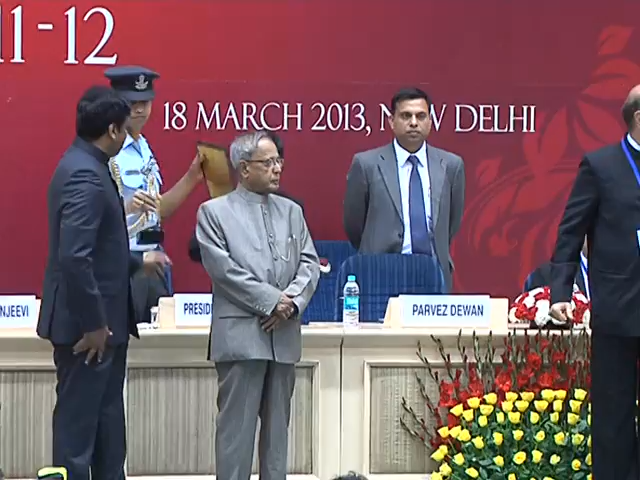 11-12
18 MARCH 2013, NEW DELHI
NJEEVI
PRESID
PARVEZ DEWAN